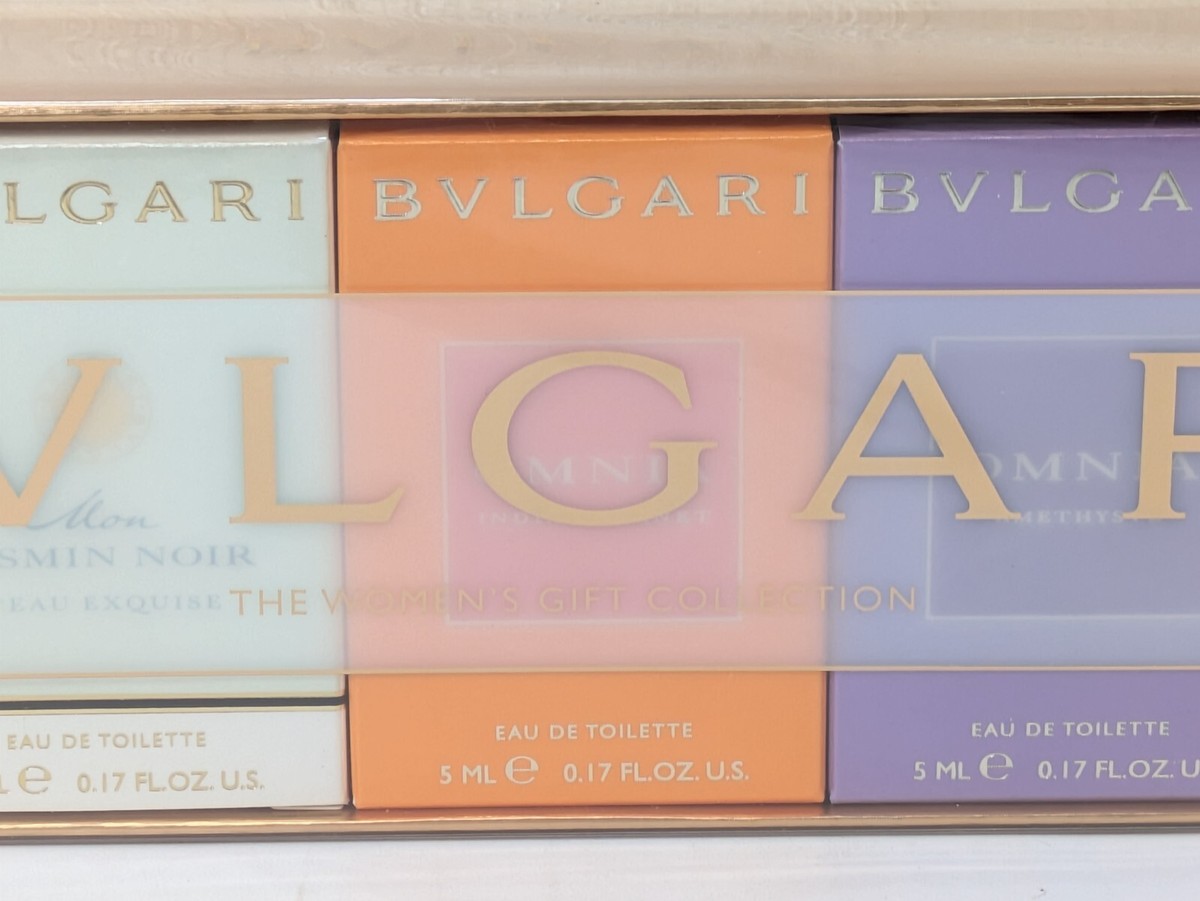 LGARI
BVLGARI
BVLGA
VLGAR
Mon
SMIN NOIR
EAU EXQUISE
OMNIA
AMETHYSTE
THE WOMEN'S GIFT COLLECTION
EAU DE TOILETTE
L e 0.17 FL.OZ. U.S.
EAU DE TOILETTE
5 ML e 0.17 FL.OZ. U.S.
EAU DE TOILETTE
5 ML e 0.17 FL.OZ. U